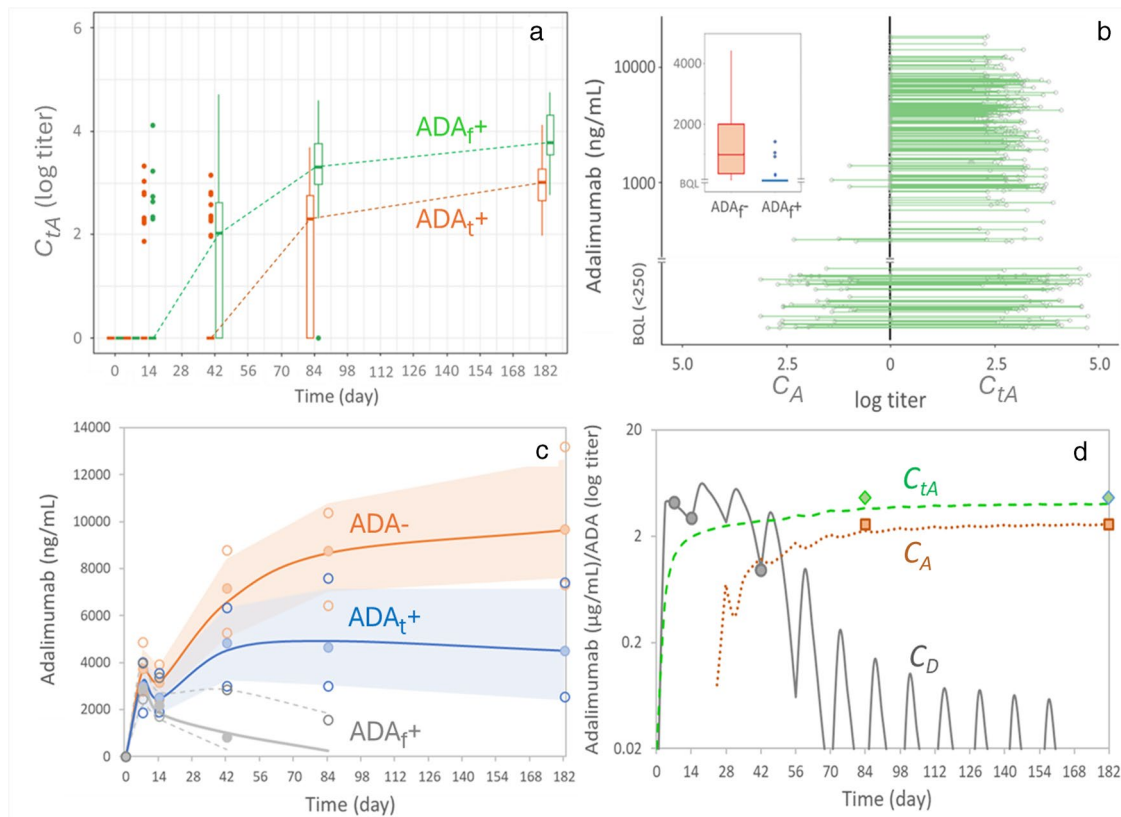 a
6
4
2
0
C_tA (log titer)
ADA_f+
ADA_t+
0 14 28 42 56 70 84 98 112 126 140 154 168 182
Time (day)
b
Adalimumab (ng/mL)
10000
1000
BQL (<250)
4000
2000
BQL
ADA_f- ADA_f+
5.0 2.5 0 2.5 5.0
C_A log titer C_tA
c
14000
12000
10000
8000
6000
4000
2000
0
Adalimumab (ng/mL)
ADA-
ADA_t+
ADA_f+
0 14 28 42 56 70 84 98 112 126 140 154 168 182
Time (day)
d
20
2
0.2
0.02
Adalimumab (µg/mL)/ADA (log titer)
C_tA
C_A
C_D
0 14 28 42 56 70 84 98 112 126 140 154 168 182
Time (day)